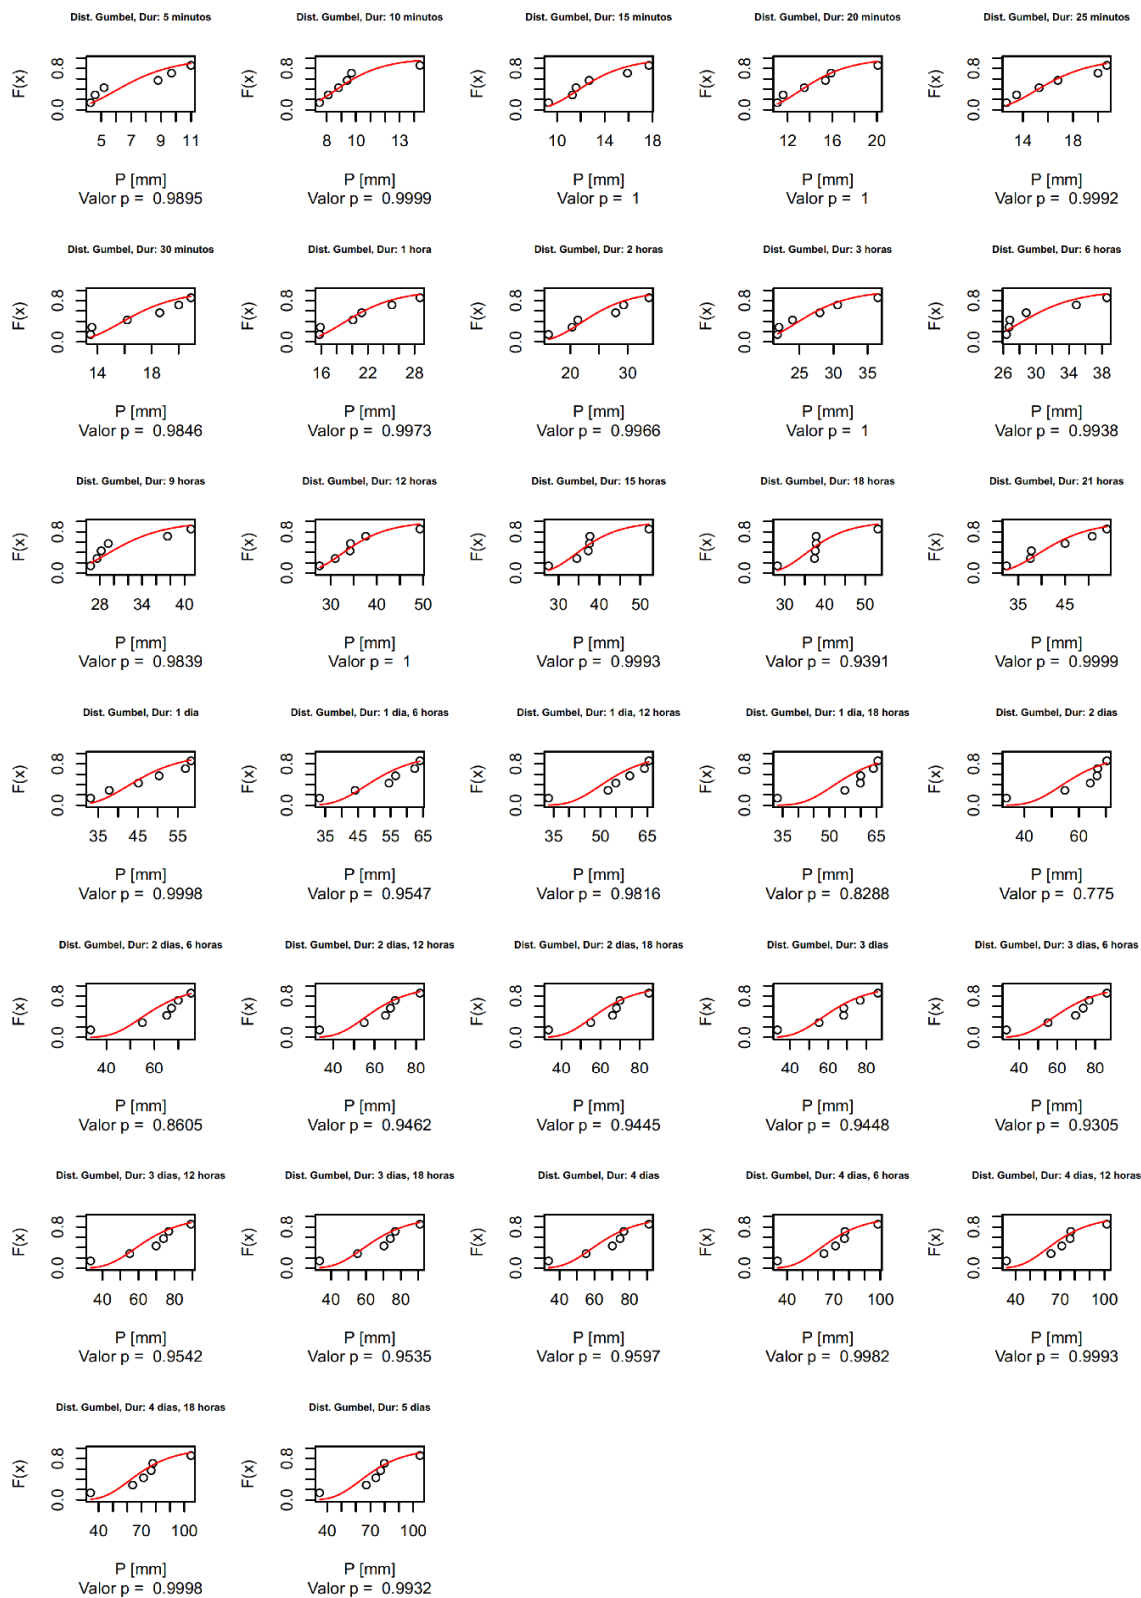 Dist. Gumbel, Dur: 5 minutos
F(x)
0.0 0.8
5 7 9 11
P [mm]
Valor p = 0.9895
Dist. Gumbel, Dur: 10 minutos
F(x)
0.0 0.8
8 10 13
P [mm]
Valor p = 0.9999
Dist. Gumbel, Dur: 15 minutos
F(x)
0.0 0.8
10 14 18
P [mm]
Valor p = 1
Dist. Gumbel, Dur: 20 minutos
F(x)
0.0 0.8
12 16 20
P [mm]
Valor p = 1
Dist. Gumbel, Dur: 25 minutos
F(x)
0.0 0.8
14 18
P [mm]
Valor p = 0.9992
Dist. Gumbel, Dur: 30 minutos
F(x)
0.0 0.8
14 18
P [mm]
Valor p = 0.9846
Dist. Gumbel, Dur: 1 hora
F(x)
0.0 0.8
16 22 28
P [mm]
Valor p = 0.9973
Dist. Gumbel, Dur: 2 horas
F(x)
0.0 0.8
20 30
P [mm]
Valor p = 0.9966
Dist. Gumbel, Dur: 3 horas
F(x)
0.0 0.8
25 30 35
P [mm]
Valor p = 1
Dist. Gumbel, Dur: 6 horas
F(x)
0.0 0.8
26 30 34 38
P [mm]
Valor p = 0.9938
Dist. Gumbel, Dur: 9 horas
F(x)
0.0 0.8
28 34 40
P [mm]
Valor p = 0.9839
Dist. Gumbel, Dur: 12 horas
F(x)
0.0 0.8
30 40 50
P [mm]
Valor p = 1
Dist. Gumbel, Dur: 15 horas
F(x)
0.0 0.8
30 40 50
P [mm]
Valor p = 0.9993
Dist. Gumbel, Dur: 18 horas
F(x)
0.0 0.8
30 40 50
P [mm]
Valor p = 0.9391
Dist. Gumbel, Dur: 21 horas
F(x)
0.0 0.8
35 45
P [mm]
Valor p = 0.9999
Dist. Gumbel, Dur: 1 dia
F(x)
0.0 0.8
35 45 55
P [mm]
Valor p = 0.9998
Dist. Gumbel, Dur: 1 dia, 6 horas
F(x)
0.0 0.8
35 45 55 65
P [mm]
Valor p = 0.9547
Dist. Gumbel, Dur: 1 dia, 12 horas
F(x)
0.0 0.8
35 50 65
P [mm]
Valor p = 0.9816
Dist. Gumbel, Dur: 1 dia, 18 horas
F(x)
0.0 0.8
35 50 65
P [mm]
Valor p = 0.8288
Dist. Gumbel, Dur: 2 dias
F(x)
0.0 0.8
40 60
P [mm]
Valor p = 0.775
Dist. Gumbel, Dur: 2 dias, 6 horas
F(x)
0.0 0.8
40 60
P [mm]
Valor p = 0.8605
Dist. Gumbel, Dur: 2 dias, 12 horas
F(x)
0.0 0.8
40 60 80
P [mm]
Valor p = 0.9462
Dist. Gumbel, Dur: 2 dias, 18 horas
F(x)
0.0 0.8
40 60 80
P [mm]
Valor p = 0.9445
Dist. Gumbel, Dur: 3 dias
F(x)
0.0 0.8
40 60 80
P [mm]
Valor p = 0.9448
Dist. Gumbel, Dur: 3 dias, 6 horas
F(x)
0.0 0.8
40 60 80
P [mm]
Valor p = 0.9305
Dist. Gumbel, Dur: 3 dias, 12 horas
F(x)
0.0 0.8
40 60 80
P [mm]
Valor p = 0.9542
Dist. Gumbel, Dur: 3 dias, 18 horas
F(x)
0.0 0.8
40 60 80
P [mm]
Valor p = 0.9535
Dist. Gumbel, Dur: 4 dias
F(x)
0.0 0.8
40 60 80
P [mm]
Valor p = 0.9597
Dist. Gumbel, Dur: 4 dias, 6 horas
F(x)
0.0 0.8
40 70 100
P [mm]
Valor p = 0.9982
Dist. Gumbel, Dur: 4 dias, 12 horas
F(x)
0.0 0.8
40 70 100
P [mm]
Valor p = 0.9993
Dist. Gumbel, Dur: 4 dias, 18 horas
F(x)
0.0 0.8
40 70 100
P [mm]
Valor p = 0.9998
Dist. Gumbel, Dur: 5 dias
F(x)
0.0 0.8
40 70 100
P [mm]
Valor p = 0.9932